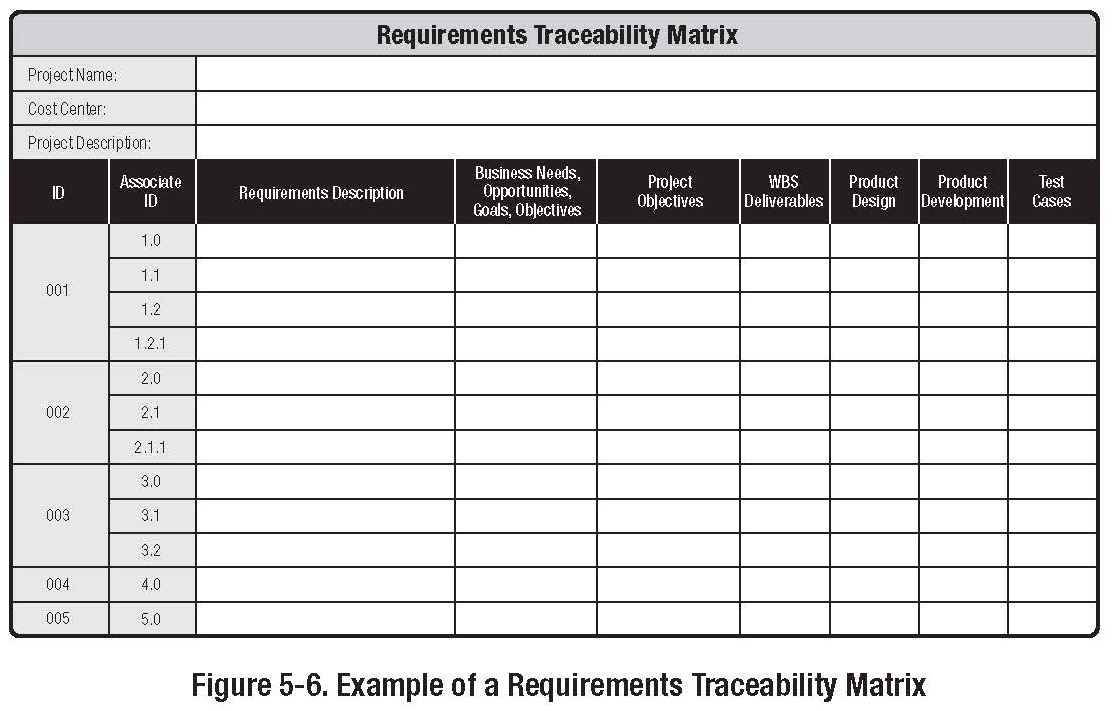 Requirements Traceability Matrix
Project Name:
Cost Center:
Project Description:
ID
Associate
ID
Requirements Description
Business Needs,
Opportunities,
Goals, Objectives
Project
Objectives
WBS
Deliverables
Product
Design
Product
Development
Test
Cases
001
1.0
1.1
1.2
1.2.1
002
2.0
2.1
2.1.1
003
3.0
3.1
3.2
004
4.0
005
5.0
Figure 5-6. Example of a Requirements Traceability Matrix